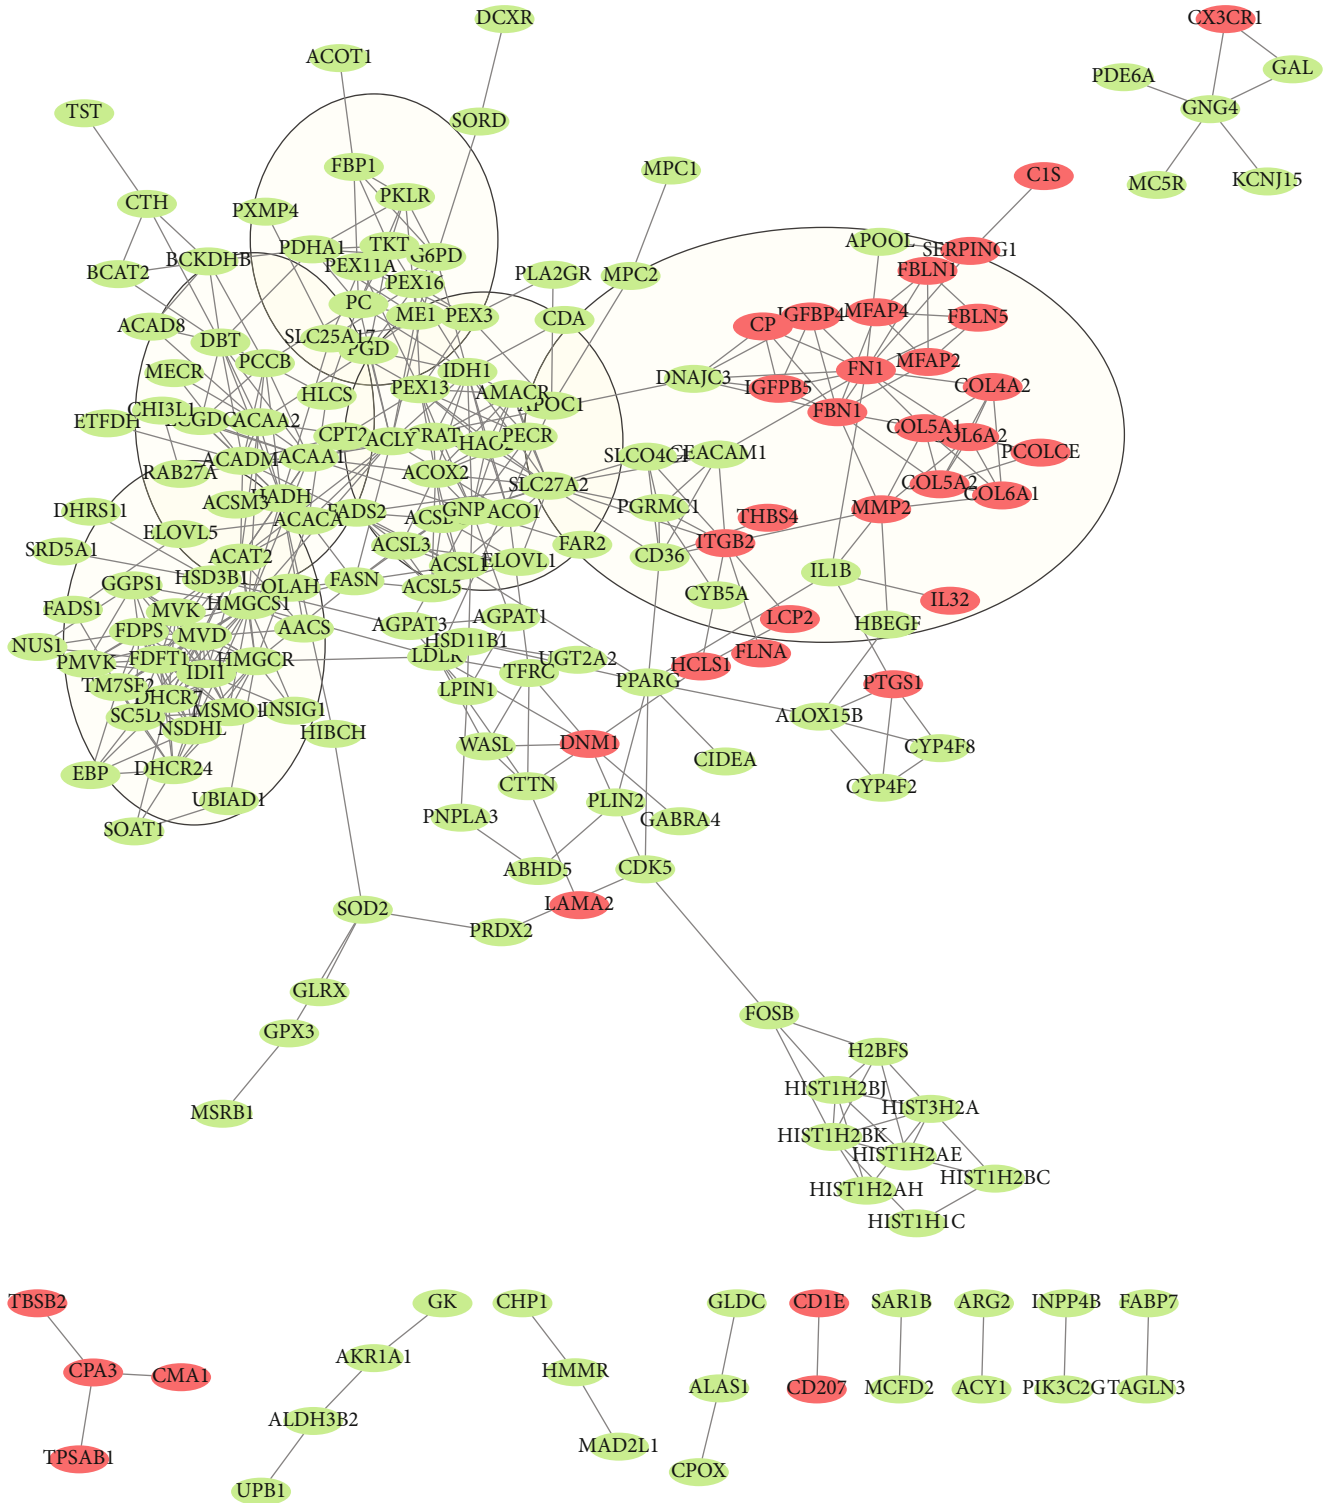 DCXR
CX3CR1
ACOT1
GAL
PDE6A
TST
GNG4
SORD
FBP1
MPC1
C1S
KCNJ15
MC5R
PKLR
CTH
PXMP4
APOOL
SERPING1
PDHA1
TKT
G6PD
BCKDHB
PEX11A
BCAT2
PLA2GR
MPC2
FBLN1
PEX16
PC
ME1
PEX3
CDA
IGFBP4
MFAP4
FBLN5
CP
ACAD8
SLC25A17
DBT
PGD
PCCB
MFAP2
MECR
IDH1
FN1
DNAJC3
PEX13
IGFPB5
COL4A2
HLCS
AMACR
APOC1
CHI3L1
FBN1
ETFDH
ACAA2
COL5A1
CPT2
ACLY
CRAT
HAO2
PECR
COL6A2
PCOLCE
ACADM
ACAA1
SLCO4C1
CEACAM1
RAB27A
ACOX2
SLC27A2
COL5A2
COL6A1
ACSM3
HADH
DHRS11
ACACA
FADS2
GNP
ACO1
PGRMC1
THBS4
MMP2
ELOVL5
ACSL3
FAR2
ITGB2
SRD5A1
ACAT2
CD36
ACSL1
ELOVL1
IL1B
GGPS1
HSD3B1
OLAH
FASN
ACSL5
CYB5A
IL32
FADS1
MVK
HMGCS1
LCP2
HBEGF
FDPS
MVD
AACS
AGPAT3
AGPAT1
NUS1
HSD11B1
PMVK
FDFT1
IDI1
HMGCR
LDLR
UGT2A2
FLNA
HCLS1
TFRC
PPARG
PTGS1
TM7SF2
DHCR7
LPIN1
SC5D
MSMO1
INSIG1
ALOX15B
NSDHL
HIBCH
WASL
DNM1
CYP4F8
CIDEA
EBP
DHCR24
CTTN
CYP4F2
UBIAD1
PLIN2
PNPLA3
GABRA4
SOAT1
ABHD5
CDK5
LAMA2
SOD2
PRDX2
GLRX
FOSB
GPX3
H2BFS
HIST1H2BJ
MSRB1
HIST3H2A
HIST1H2BK
HIST1H2AE
HIST1H2BC
HIST1H2AH
HIST1H1C
TBSB2
GK
CHP1
GLDC
CD1E
SAR1B
ARG2
INPP4B
FABP7
AKR1A1
CPA3
CMA1
HMMR
ALAS1
CD207
MCFD2
ACY1
PIK3C2G
TAGLN3
ALDH3B2
MAD2L1
TPSAB1
CPOX
UPB1